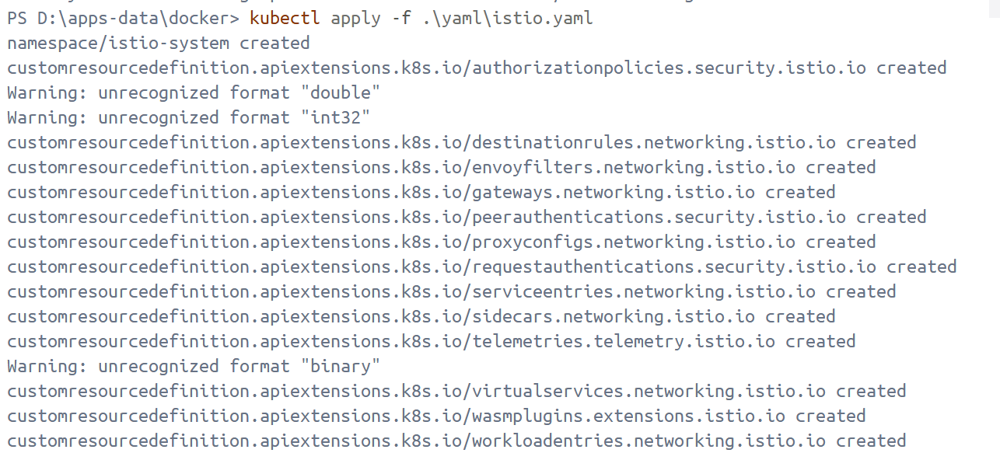 PS D:\apps-data\docker> kubectl apply -f .\yaml\istio.yaml
namespace/istio-system created
customresourcedefinition.apiextensions.k8s.io/authorizationpolicies.security.istio.io created
Warning: unrecognized format "double"
Warning: unrecognized format "int32"
customresourcedefinition.apiextensions.k8s.io/destinationrules.networking.istio.io created
customresourcedefinition.apiextensions.k8s.io/envoyfilters.networking.istio.io created
customresourcedefinition.apiextensions.k8s.io/gateways.networking.istio.io created
customresourcedefinition.apiextensions.k8s.io/peerauthentications.security.istio.io created
customresourcedefinition.apiextensions.k8s.io/proxyconfigs.networking.istio.io created
customresourcedefinition.apiextensions.k8s.io/requestauthentications.security.istio.io created
customresourcedefinition.apiextensions.k8s.io/serviceentries.networking.istio.io created
customresourcedefinition.apiextensions.k8s.io/sidecars.networking.istio.io created
customresourcedefinition.apiextensions.k8s.io/telemetries.telemetry.istio.io created
Warning: unrecognized format "binary"
customresourcedefinition.apiextensions.k8s.io/virtualservices.networking.istio.io created
customresourcedefinition.apiextensions.k8s.io/wasmplugins.extensions.istio.io created
customresourcedefinition.apiextensions.k8s.io/workloadentries.networking.istio.io created